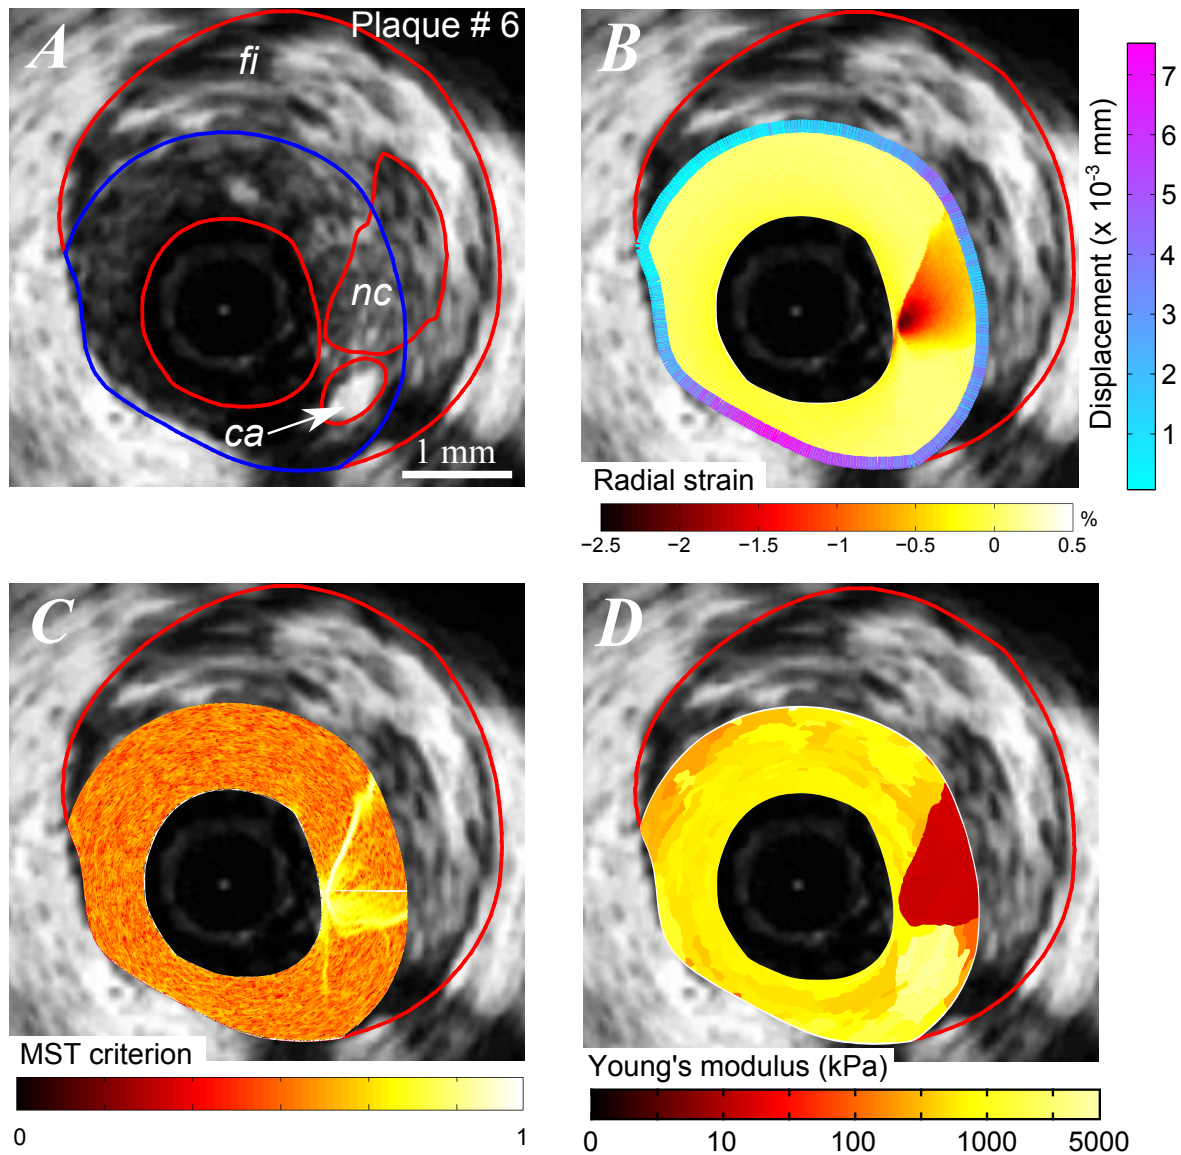 A
Plaque # 6
fi
nc
ca
1 mm
B
Displacement (x 10⁻³ mm)
7
6
5
4
3
2
1
Radial strain
%
−2.5 −2 −1.5 −1 −0.5 0 0.5
C
MST criterion
0 1
D
Young's modulus (kPa)
0 10 100 1000 5000